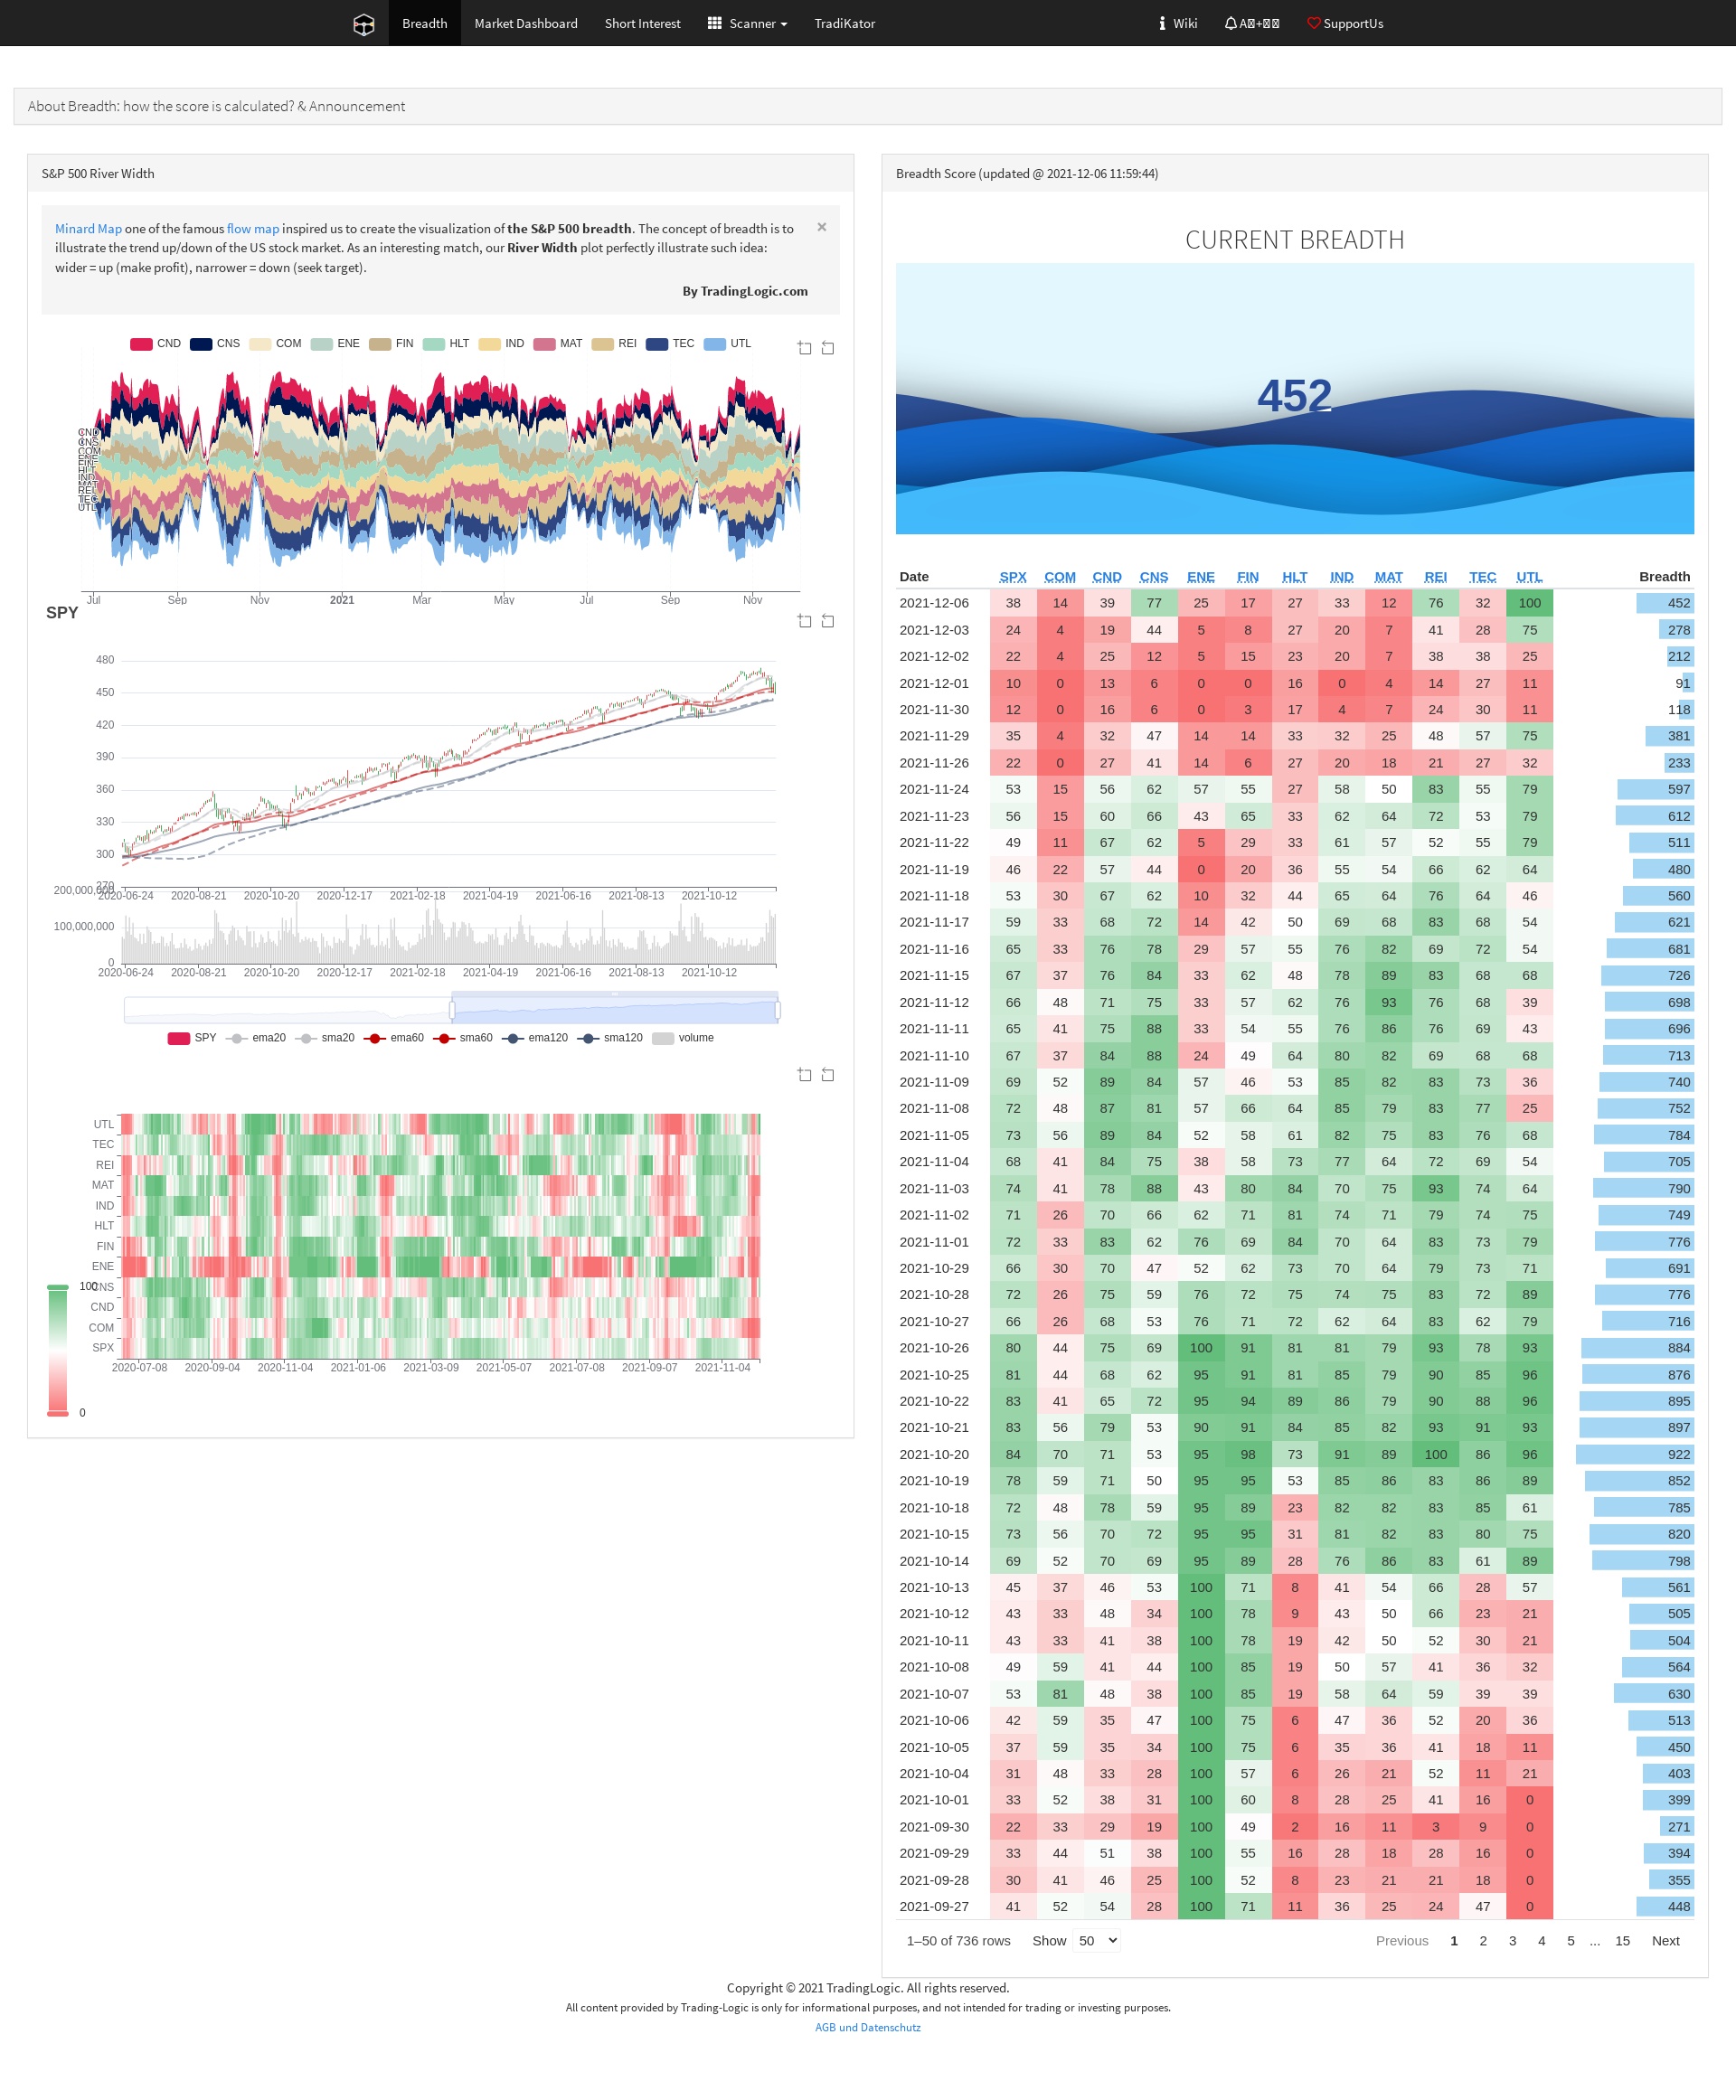 Breadth Market Dashboard Short Interest Scanner TradiKator Wiki SupportUs
About Breadth: how the score is calculated? & Announcement
S&P 500 River Width
Minard Map one of the famous flow map inspired us to create the visualization of the S&P 500 breadth. The concept of breadth is to
illustrate the trend up/down of the US stock market. As an interesting match, our River Width plot perfectly illustrate such idea:
wider = up (make profit), narrower = down (seek target).
×
By TradingLogic.com
CND CNS COM ENE FIN HLT IND MAT REI TEC UTL
CND
CNS
COM
ENE
FIN
HLT
IND
MAT
REI
TEC
UTL
Jul Sep Nov 2021 Mar May Jul Sep Nov
SPY
480
450
420
390
360
330
300
270
2020-06-24 2020-08-21 2020-10-20 2020-12-17 2021-02-18 2021-04-19 2021-06-16 2021-08-13 2021-10-12
200,000,000
100,000,000
0
2020-06-24 2020-08-21 2020-10-20 2020-12-17 2021-02-18 2021-04-19 2021-06-16 2021-08-13 2021-10-12
SPY ema20 sma20 ema60 sma60 ema120 sma120 volume
UTL
TEC
REI
MAT
IND
HLT
FIN
ENE
CNS
CND
COM
SPX
2020-07-08 2020-09-04 2020-11-04 2021-01-06 2021-03-09 2021-05-07 2021-07-08 2021-09-07 2021-11-04
100
0
Breadth Score (updated @ 2021-12-06 11:59:44)
CURRENT BREADTH
452
Date SPX COM CND CNS ENE FIN HLT IND MAT REI TEC UTL Breadth
2021-12-06 38 14 39 77 25 17 27 33 12 76 32 100 452
2021-12-03 24 4 19 44 5 8 27 20 7 41 28 75 278
2021-12-02 22 4 25 12 5 15 23 20 7 38 38 25 212
2021-12-01 10 0 13 6 0 0 16 0 4 14 27 11 91
2021-11-30 12 0 16 6 0 3 17 4 7 24 30 11 118
2021-11-29 35 4 32 47 14 14 33 32 25 48 57 75 381
2021-11-26 22 0 27 41 14 6 27 20 18 21 27 32 233
2021-11-24 53 15 56 62 57 55 27 58 50 83 55 79 597
2021-11-23 56 15 60 66 43 65 33 62 64 72 53 79 612
2021-11-22 49 11 67 62 5 29 33 61 57 52 55 79 511
2021-11-19 46 22 57 44 0 20 36 55 54 66 62 64 480
2021-11-18 53 30 67 62 10 32 44 65 64 76 64 46 560
2021-11-17 59 33 68 72 14 42 50 69 68 83 68 54 621
2021-11-16 65 33 76 78 29 57 55 76 82 69 72 54 681
2021-11-15 67 37 76 84 33 62 48 78 89 83 68 68 726
2021-11-12 66 48 71 75 33 57 62 76 93 76 68 39 698
2021-11-11 65 41 75 88 33 54 55 76 86 76 69 43 696
2021-11-10 67 37 84 88 24 49 64 80 82 69 68 68 713
2021-11-09 69 52 89 84 57 46 53 85 82 83 73 36 740
2021-11-08 72 48 87 81 57 66 64 85 79 83 77 25 752
2021-11-05 73 56 89 84 52 58 61 82 75 83 76 68 784
2021-11-04 68 41 84 75 38 58 73 77 64 72 69 54 705
2021-11-03 74 41 78 88 43 80 84 70 75 93 74 64 790
2021-11-02 71 26 70 66 62 71 81 74 71 79 74 75 749
2021-11-01 72 33 83 62 76 69 84 70 64 83 73 79 776
2021-10-29 66 30 70 47 52 62 73 70 64 79 73 71 691
2021-10-28 72 26 75 59 76 72 75 74 75 83 72 89 776
2021-10-27 66 26 68 53 76 71 72 62 64 83 62 79 716
2021-10-26 80 44 75 69 100 91 81 81 79 93 78 93 884
2021-10-25 81 44 68 62 95 91 81 85 79 90 85 96 876
2021-10-22 83 41 65 72 95 94 89 86 79 90 88 96 895
2021-10-21 83 56 79 53 90 91 84 85 82 93 91 93 897
2021-10-20 84 70 71 53 95 98 73 91 89 100 86 96 922
2021-10-19 78 59 71 50 95 95 53 85 86 83 86 89 852
2021-10-18 72 48 78 59 95 89 23 82 82 83 85 61 785
2021-10-15 73 56 70 72 95 95 31 81 82 83 80 75 820
2021-10-14 69 52 70 69 95 89 28 76 86 83 61 89 798
2021-10-13 45 37 46 53 100 71 8 41 54 66 28 57 561
2021-10-12 43 33 48 34 100 78 9 43 50 66 23 21 505
2021-10-11 43 33 41 38 100 78 19 42 50 52 30 21 504
2021-10-08 49 59 41 44 100 85 19 50 57 41 36 32 564
2021-10-07 53 81 48 38 100 85 19 58 64 59 39 39 630
2021-10-06 42 59 35 47 100 75 6 47 36 52 20 36 513
2021-10-05 37 59 35 34 100 75 6 35 36 41 18 11 450
2021-10-04 31 48 33 28 100 57 6 26 21 52 11 21 403
2021-10-01 33 52 38 31 100 60 8 28 25 41 16 0 399
2021-09-30 22 33 29 19 100 49 2 16 11 3 9 0 271
2021-09-29 33 44 51 38 100 55 16 28 18 28 16 0 394
2021-09-28 30 41 46 25 100 52 8 23 21 21 18 0 355
2021-09-27 41 52 54 28 100 71 11 36 25 24 47 0 448
1–50 of 736 rows Show 50 Previous 1 2 3 4 5 ... 15 Next
Copyright © 2021 TradingLogic. All rights reserved.
All content provided by Trading-Logic is only for informational purposes, and not intended for trading or investing purposes.
AGB und Datenschutz